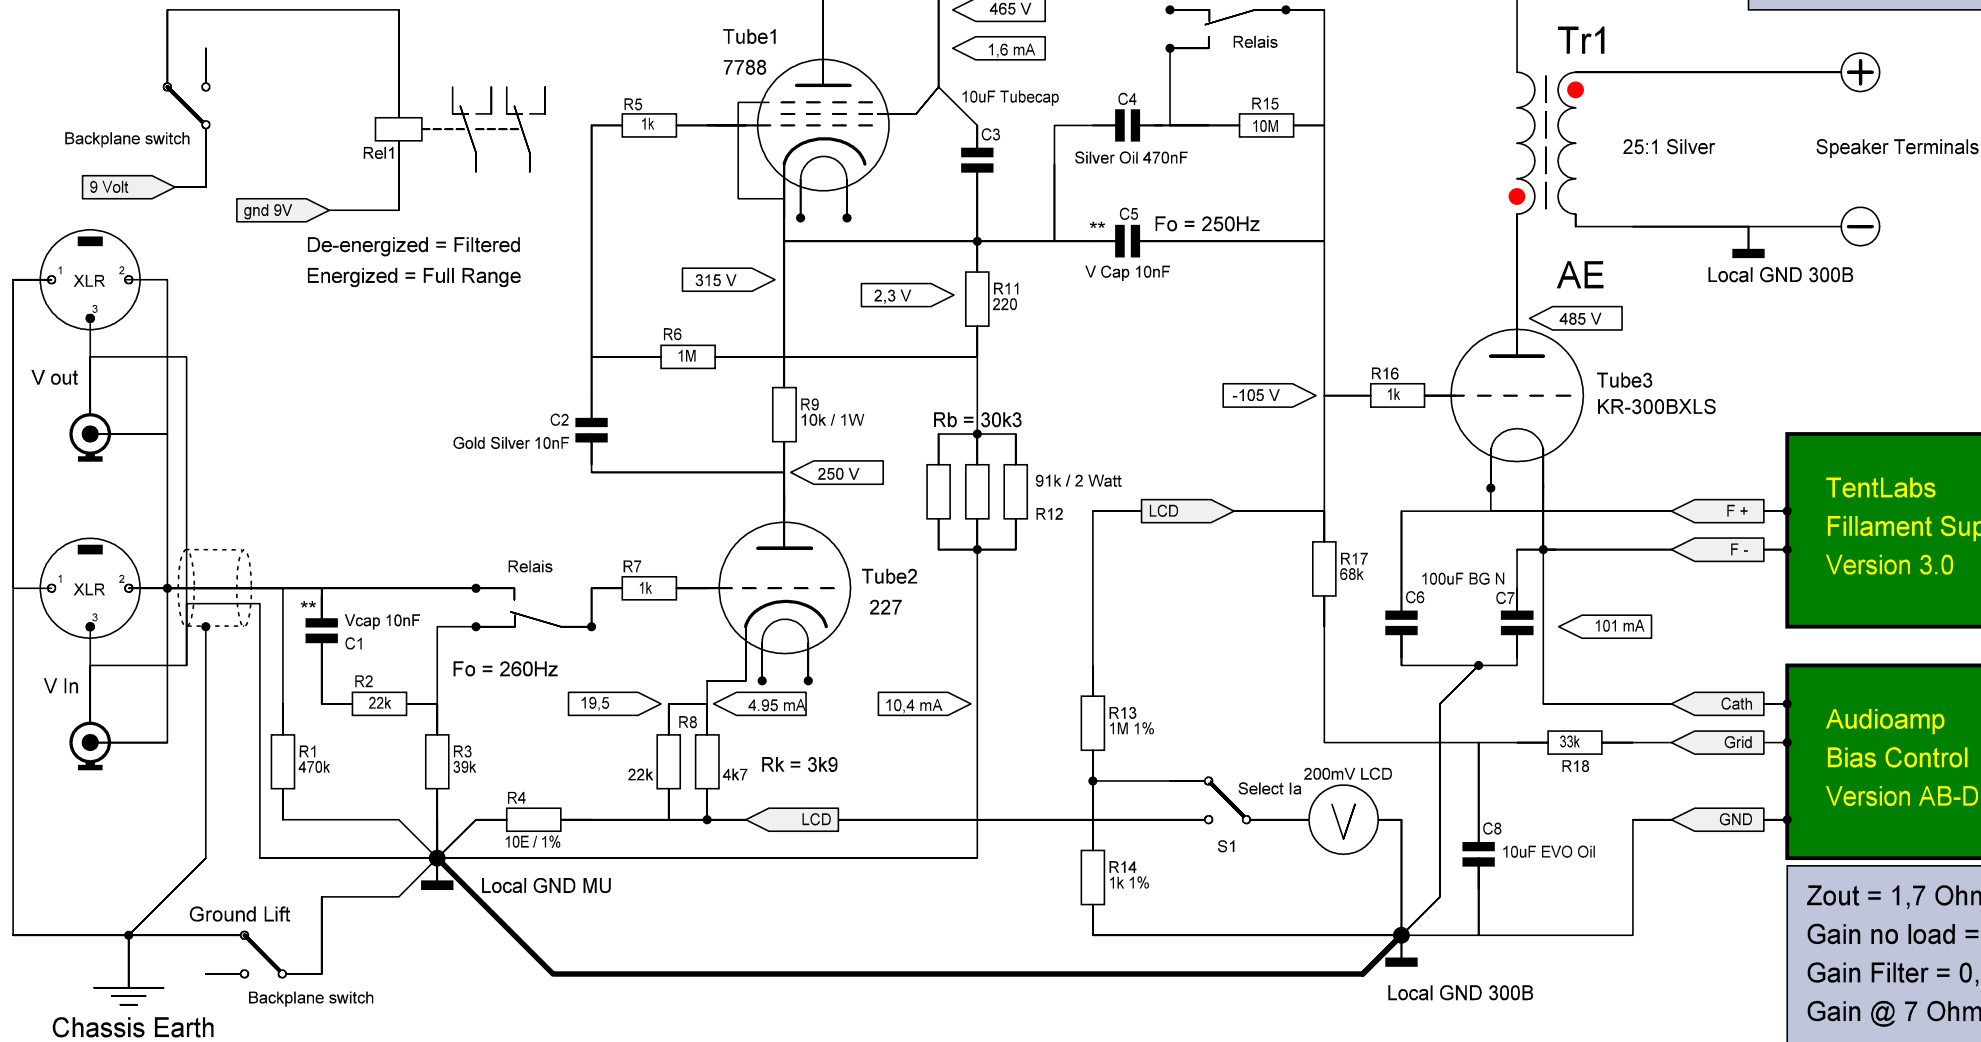 465 V
1,6 mA
Relais
Tr1
Tube1
7788
10uF Tubecap
C3
R5
1k
C4
Silver Oil 470nF
R15
10M
25:1 Silver
Speaker Terminals
Backplane switch
9 Volt
Rel1
gnd 9V
De-energized = Filtered
Energized = Full Range
**
C5
Fo = 250Hz
V Cap 10nF
Local GND 300B
AE
1
XLR
2
3
315 V
2,3 V
R11
220
485 V
R6
1M
V out
-105 V
R16
1k
Tube3
KR-300BXLS
C2
Gold Silver 10nF
R9
10k / 1W
Rb = 30k3
250 V
91k / 2 Watt
R12
LCD
F +
F -
TentLabs
Fillament Sup
Version 3.0
1
XLR
2
3
**
Vcap 10nF
C1
Relais
R7
1k
Tube2
227
R17
68k
100uF BG N
C6
C7
101 mA
Fo = 260Hz
V In
R2
22k
19,5
4.95 mA
10,4 mA
R1
470k
R3
39k
R8
22k
4k7
Rk = 3k9
R13
1M 1%
Cath
Grid
GND
33k
R18
Audioamp
Bias Control
Version AB-D
R4
10E / 1%
LCD
Select Ia
200mV LCD
V
S1
C8
10uF EVO Oil
R14
1k 1%
Local GND MU
Ground Lift
Backplane switch
Chassis Earth
Local GND 300B
Zout = 1,7 Ohm
Gain no load =
Gain Filter = 0,
Gain @ 7 Ohm